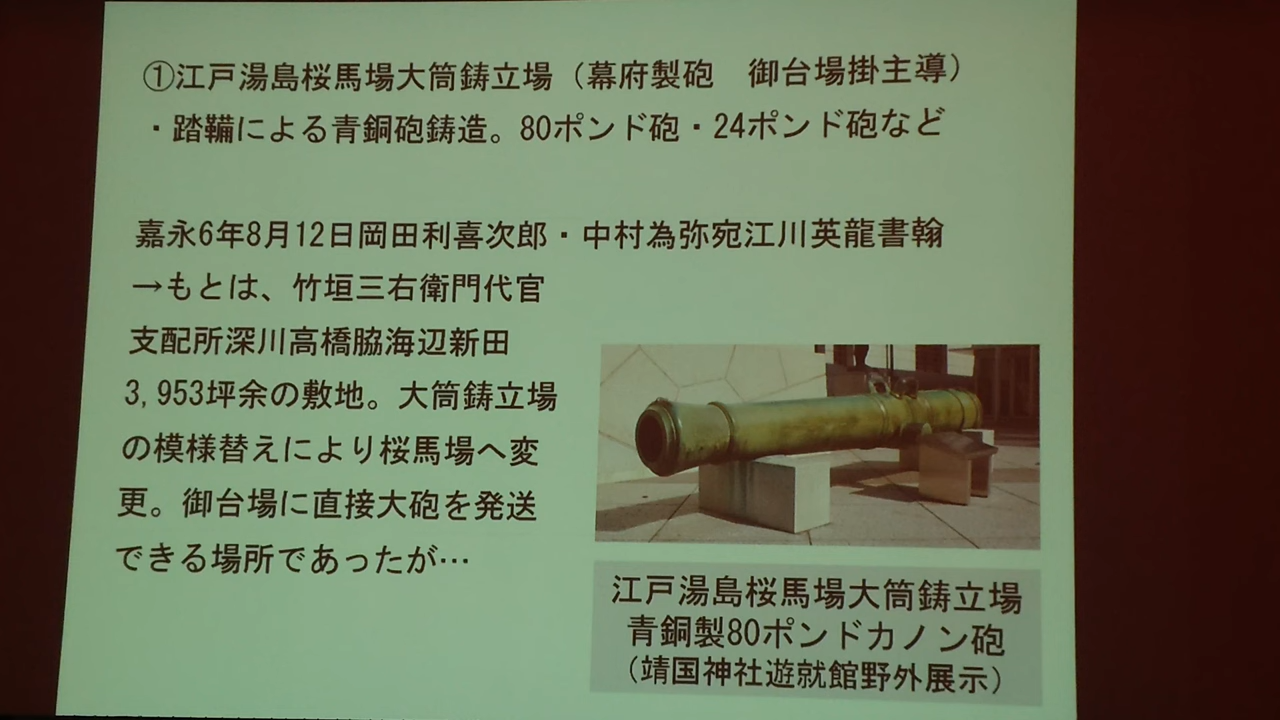 ①江戸湯島桜馬場大筒鋳立場（幕府製砲　御台場掛主導）
・踏鞴による青銅砲鋳造。80ポンド砲・24ポンド砲など
嘉永6年8月12日岡田利喜次郎・中村為弥宛江川英龍書翰
→もとは、竹垣三右衛門代官
支配所深川高橋脇海辺新田
3,953坪余の敷地。大筒鋳立場
の模様替えにより桜馬場へ変
更。御台場に直接大砲を発送
できる場所であったが…
江戸湯島桜馬場大筒鋳立場
青銅製80ポンドカノン砲
（靖国神社遊就館野外展示）